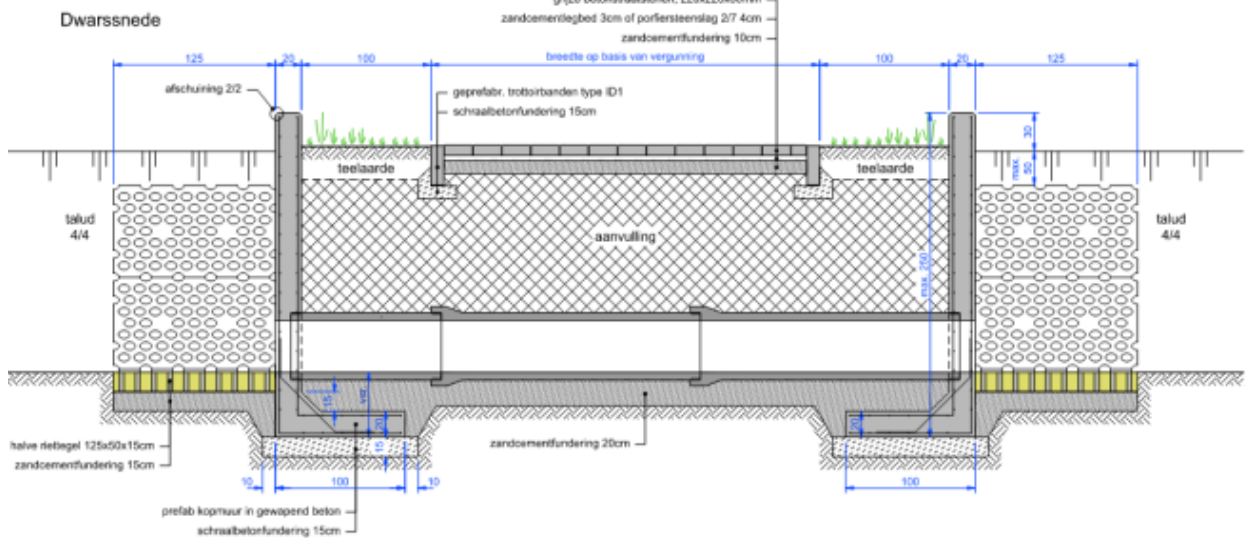 Dwarssnede
zandcementlegbed 3cm of porfiersteenslag 2/7 4cm
zandcementfundering 10cm
125
20
100
breedte op basis van vergunning
100
20
125
afschuining 2/2
geprefabr. trottoirbanden type ID1
schraalbetonfundering 15cm
30
max.
50
teelaarde
teelaarde
talud
4/4
aanvulling
talud
4/4
max. 250
15
20
15
20
halve riettegel 125x50x15cm
zandcementfundering 15cm
zandcementfundering 20cm
10
100
10
100
prefab kopmuur in gewapend beton
schraalbetonfundering 15cm